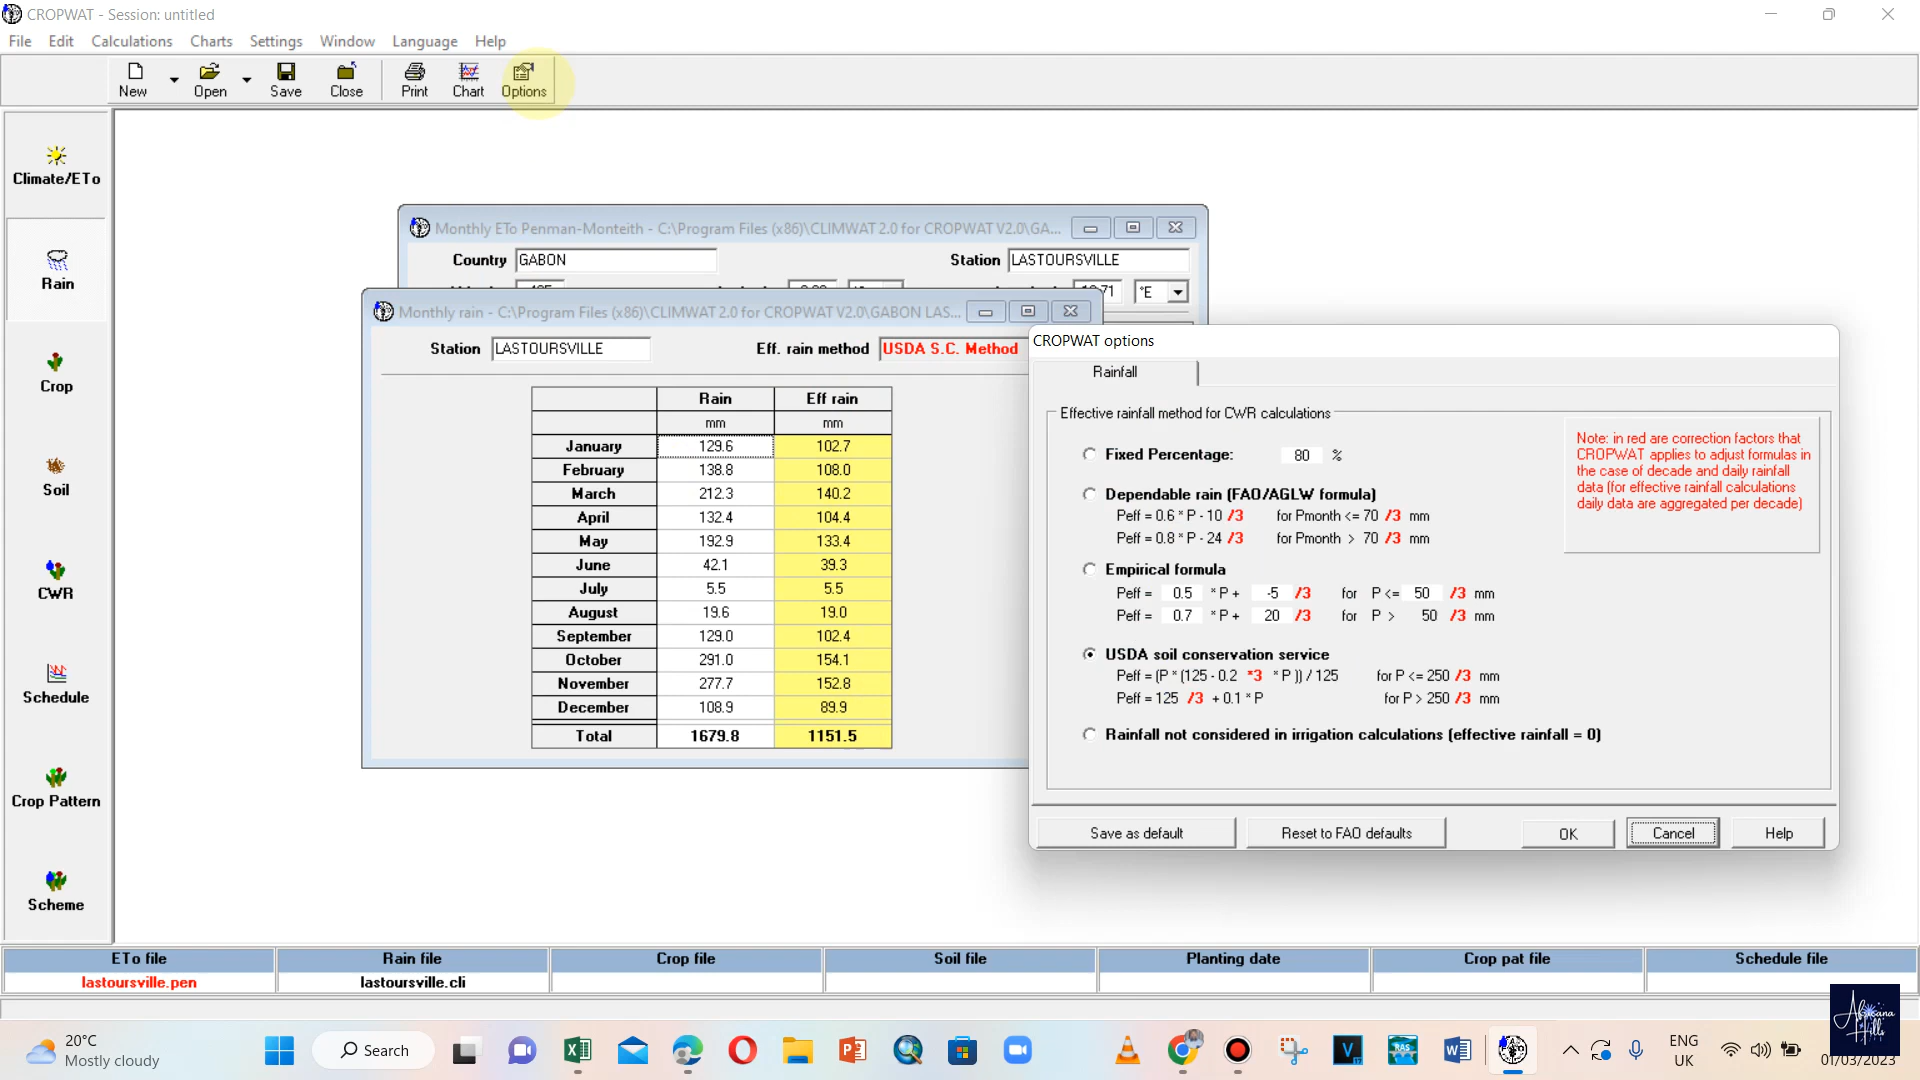 CROPWAT - Session: untitled
File Edit Calculations Charts Settings Window Language Help
New Open Save Close Print Chart Options
Climate/ETo
Rain
Crop
Soil
CWR
Schedule
Crop Pattern
Scheme
Monthly ETo Penman-Monteith - C:\Program Files (x86)\CLIMWAT 2.0 for CROPWAT V2.0\GA...
Country GABON Station LASTOURSVILLE
°E
Monthly rain - C:\Program Files (x86)\CLIMWAT 2.0 for CROPWAT V2.0\GABON LAS...
Station LASTOURSVILLE Eff. rain method USDA S.C. Method
Rain Eff rain
mm mm
January 129.6 102.7
February 138.8 108.0
March 212.3 140.2
April 132.4 104.4
May 192.9 133.4
June 42.1 39.3
July 5.5 5.5
August 19.6 19.0
September 129.0 102.4
October 291.0 154.1
November 277.7 152.8
December 108.9 89.9
Total 1679.8 1151.5
CROPWAT options
Rainfall
Effective rainfall method for CWR calculations
Fixed Percentage: 80 %
Dependable rain (FAO/AGLW formula)
Peff = 0.6 * P - 10 /3 for Pmonth <= 70 /3 mm
Peff = 0.8 * P - 24 /3 for Pmonth > 70 /3 mm
Empirical formula
Peff = 0.5 * P + -5 /3 for P <= 50 /3 mm
Peff = 0.7 * P + 20 /3 for P > 50 /3 mm
USDA soil conservation service
Peff = (P * (125 - 0.2 *3 * P )) / 125 for P <= 250 /3 mm
Peff = 125 /3 + 0.1 * P for P > 250 /3 mm
Rainfall not considered in irrigation calculations (effective rainfall = 0)
Note: in red are correction factors that
CROPWAT applies to adjust formulas in
the case of decade and daily rainfall
data (for effective rainfall calculations
daily data are aggregated per decade)
Save as default Reset to FAO defaults OK Cancel Help
ETo file Rain file Crop file Soil file Planting date Crop pat file Schedule file
lastoursville.pen lastoursville.cli
Africana
Hills
20°C
Mostly cloudy
Search
ENG
UK
01/03/2023